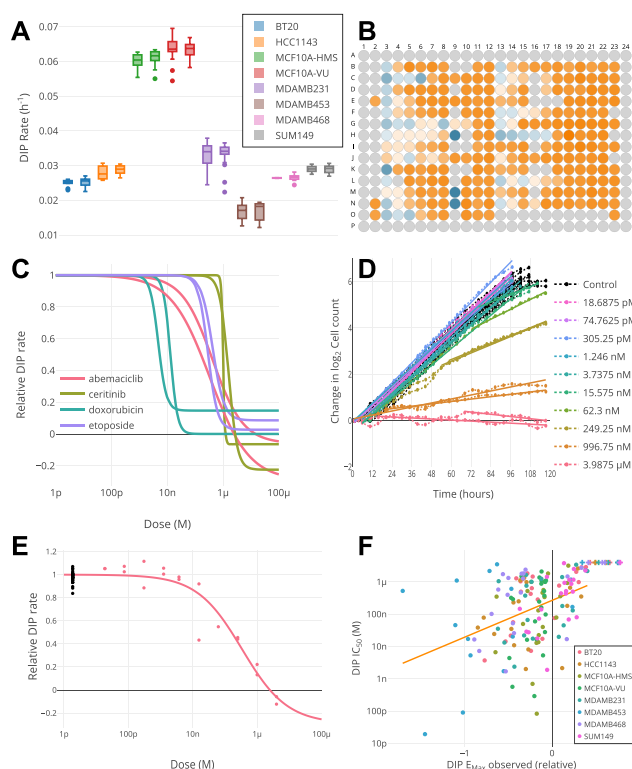 A
DIP Rate (h⁻¹)
0.07
0.06
0.05
0.04
0.03
0.02
0.01
BT20
HCC1143
MCF10A-HMS
MCF10A-VU
MDAMB231
MDAMB453
MDAMB468
SUM149
B
1 2 3 4 5 6 7 8 9 10 11 12 13 14 15 16 17 18 19 20 21 22 23 24
A
B
C
D
E
F
G
H
I
J
K
L
M
N
O
P
C
Relative DIP rate
1
0.8
0.6
0.4
0.2
0
−0.2
abemaciclib
ceritinib
doxorubicin
etoposide
1p 100p 10n 1μ 100μ
Dose (M)
D
Change in log₂ Cell count
6
4
2
0
0 12 24 36 48 60 72 84 96 108 120
Time (hours)
Control
18.6875 pM
74.7625 pM
305.25 pM
1.246 nM
3.7375 nM
15.575 nM
62.3 nM
249.25 nM
996.75 nM
3.9875 μM
E
Relative DIP rate
1.2
1
0.8
0.6
0.4
0.2
0
−0.2
1p 100p 10n 1μ 100μ
Dose (M)
F
DIP IC₅₀ (M)
1μ
100n
10n
1n
100p
10p
−1 0
DIP E_Max observed (relative)
BT20
HCC1143
MCF10A-HMS
MCF10A-VU
MDAMB231
MDAMB453
MDAMB468
SUM149